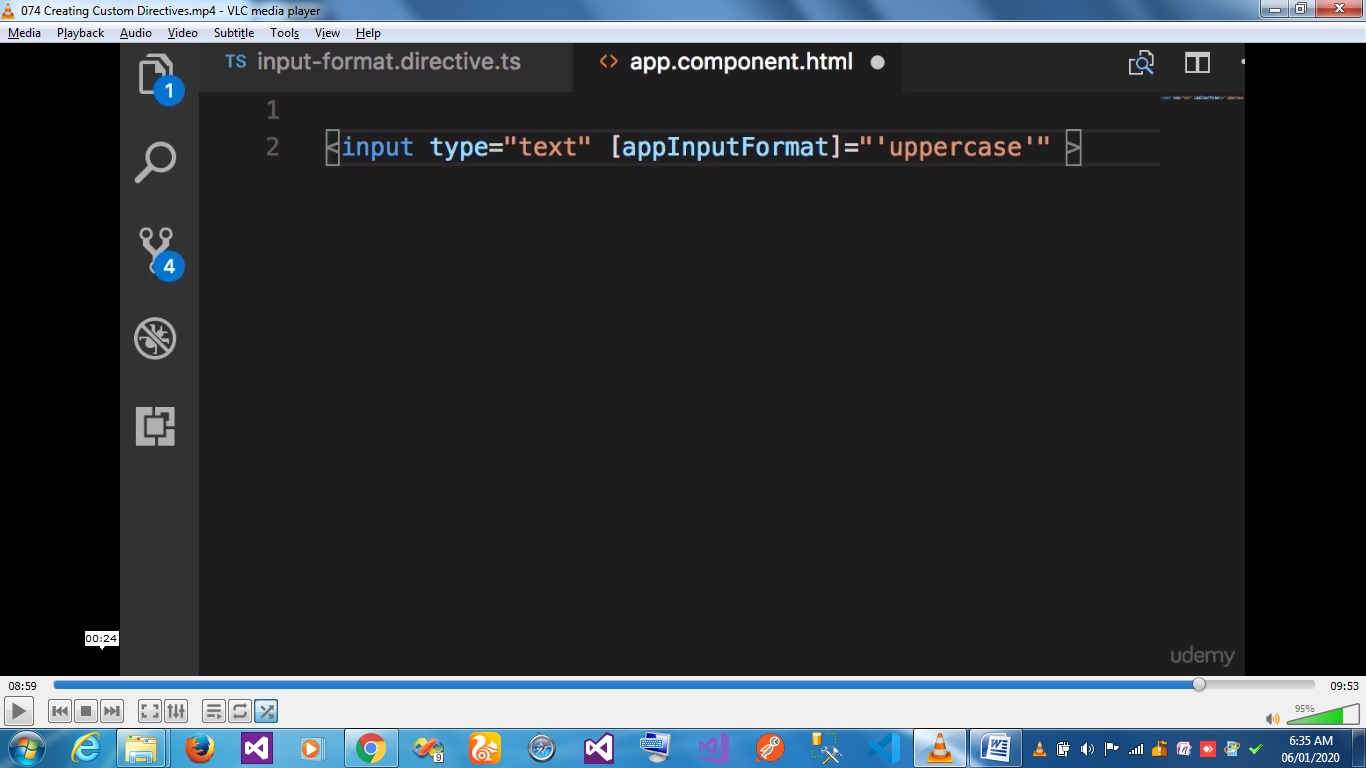 074 Creating Custom Directives.mp4 - VLC media player
Media Playback Audio Video Subtitle Tools View Help
1
TS input-format.directive.ts
<> app.component.html
1
2 <input type="text" [appInputFormat]="'uppercase'" >
4
00:24
udemy
08:59
09:53
95%
9
W
6:35 AM
06/01/2020